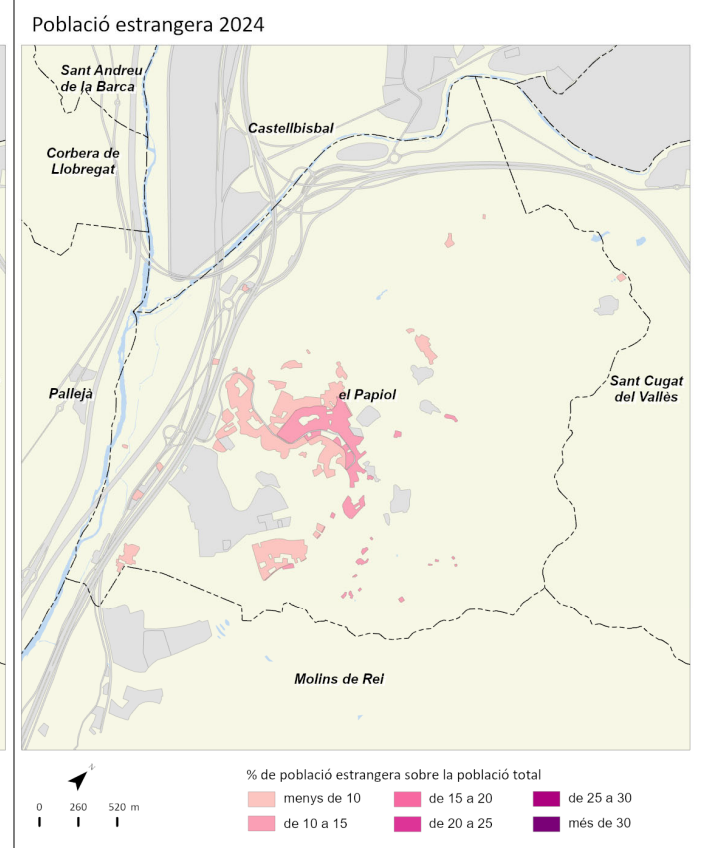 Població estrangera 2024
Sant Andreu
de la Barca
Castellbisbal
Corbera de
Llobregat
Pallejà
el Papiol
Sant Cugat
del Vallès
Molins de Rei
N
0 260 520 m
% de població estrangera sobre la població total
menys de 10
de 15 a 20
de 25 a 30
de 10 a 15
de 20 a 25
més de 30